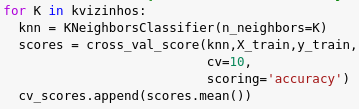 for K in kvizinhos:
  knn = KNeighborsClassifier(n_neighbors=K)
  scores = cross_val_score(knn,X_train,y_train,
                           cv=10,
                           scoring='accuracy')
  cv_scores.append(scores.mean())